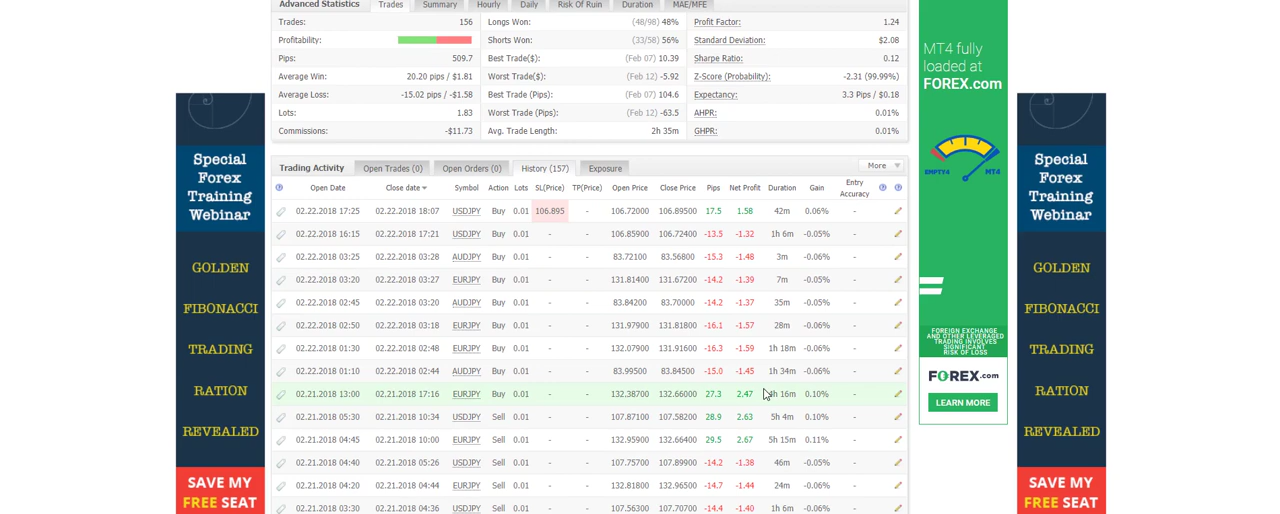 Advanced Statistics Trades Summary Hourly Daily Risk Of Ruin Duration MAE/MFE
Trades: 156 Longs Won: (48/98) 48% Profit Factor: 1.24
Profitability: Shorts Won: (33/58) 56% Standard Deviation: $2.08
Pips: 509.7 Best Trade($): (Feb 07) 10.39 Sharpe Ratio: 0.12
Average Win: 20.20 pips / $1.81 Worst Trade($): (Feb 12) -5.92 Z-Score (Probability): -2.31 (99.99%)
Average Loss: -15.02 pips / -$1.58 Best Trade (Pips): (Feb 07) 104.6 Expectancy: 3.3 Pips / $0.18
Lots: 1.83 Worst Trade (Pips): (Feb 12) -63.5 AHPR: 0.01%
Commissions: -$11.73 Avg. Trade Length: 2h 35m GHPR: 0.01%
Trading Activity Open Trades (0) Open Orders (0) History (157) Exposure More
Open Date Close date Symbol Action Lots SL(Price) TP(Price) Open Price Close Price Pips Net Profit Duration Gain Entry Accuracy
02.22.2018 17:25 02.22.2018 18:07 USDJPY Buy 0.01 106.895 - 106.72000 106.89500 17.5 1.58 42m 0.06% -
02.22.2018 16:15 02.22.2018 17:21 USDJPY Buy 0.01 - - 106.85900 106.72400 -13.5 -1.32 1h 6m -0.05% -
02.22.2018 03:25 02.22.2018 03:28 AUDJPY Buy 0.01 - - 83.72100 83.56800 -15.3 -1.48 3m -0.06% -
02.22.2018 03:20 02.22.2018 03:27 EURJPY Buy 0.01 - - 131.81400 131.67200 -14.2 -1.39 7m -0.05% -
02.22.2018 02:45 02.22.2018 03:20 AUDJPY Buy 0.01 - - 83.84200 83.70000 -14.2 -1.37 35m -0.05% -
02.22.2018 02:50 02.22.2018 03:18 EURJPY Buy 0.01 - - 131.97900 131.81800 -16.1 -1.57 28m -0.06% -
02.22.2018 01:30 02.22.2018 02:48 EURJPY Buy 0.01 - - 132.07900 131.91600 -16.3 -1.59 1h 18m -0.06% -
02.22.2018 01:10 02.22.2018 02:44 AUDJPY Buy 0.01 - - 83.99500 83.84500 -15.0 -1.45 1h 34m -0.06% -
02.21.2018 13:00 02.21.2018 17:16 EURJPY Buy 0.01 - - 132.38700 132.66000 27.3 2.47 4h 16m 0.10% -
02.21.2018 05:30 02.21.2018 10:34 USDJPY Sell 0.01 - - 107.87100 107.58200 28.9 2.63 5h 4m 0.10% -
02.21.2018 04:45 02.21.2018 10:00 EURJPY Sell 0.01 - - 132.95900 132.66400 29.5 2.67 5h 15m 0.11% -
02.21.2018 04:40 02.21.2018 05:26 USDJPY Sell 0.01 - - 107.75700 107.89900 -14.2 -1.38 46m -0.05% -
02.21.2018 04:20 02.21.2018 04:44 EURJPY Sell 0.01 - - 132.81800 132.96500 -14.7 -1.44 24m -0.06% -
02.21.2018 03:30 02.21.2018 04:36 USDJPY Sell 0.01 - - 107.56300 107.70700 -14.4 -1.40 1h 6m -0.06% -
Special
Forex
Training
Webinar
GOLDEN
FIBONACCI
TRADING
RATION
REVEALED
SAVE MY
FREE SEAT
MT4 fully
loaded at
FOREX.com
EMPTY4 MT4
FOREIGN EXCHANGE
AND OTHER LEVERAGED
TRADING INVOLVES
SIGNIFICANT
RISK OF LOSS
FOREX.com
LEARN MORE
Special
Forex
Training
Webinar
GOLDEN
FIBONACCI
TRADING
RATION
REVEALED
SAVE MY
FREE SEAT